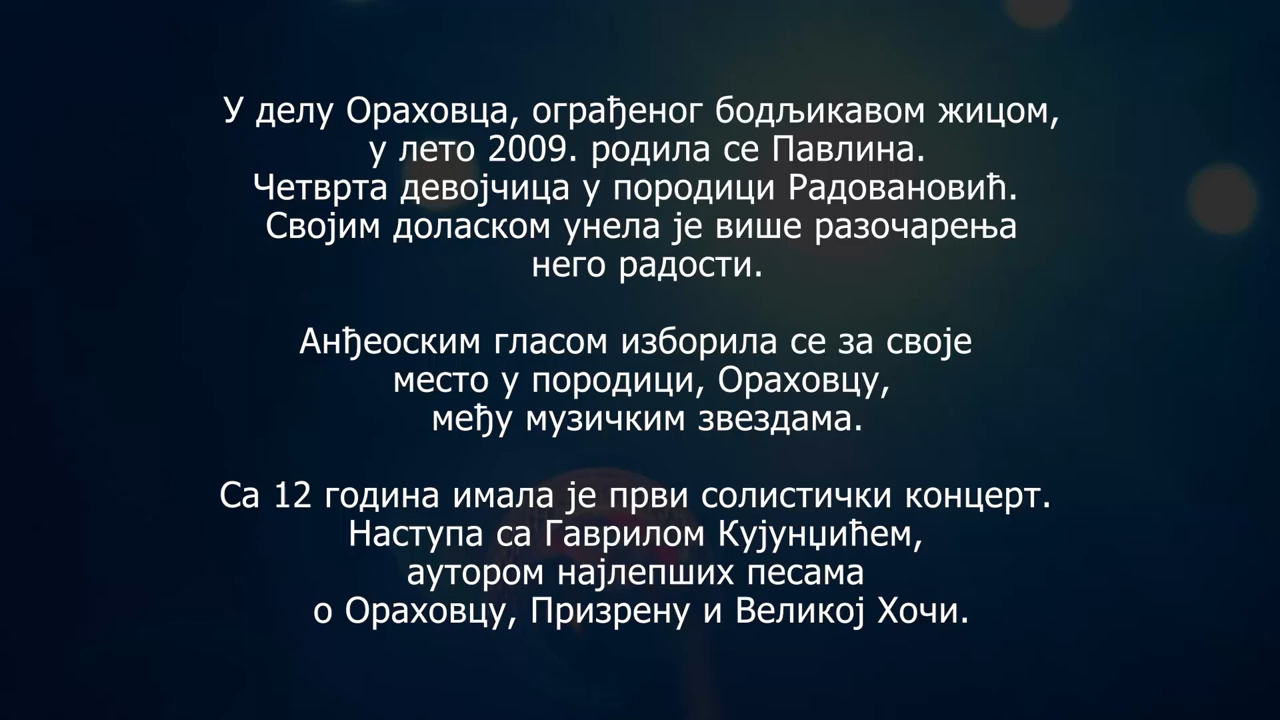 У делу Ораховца, ограђеног бодљикавом жицом,
у лето 2009. родила се Павлина.
Четврта девојчица у породици Радовановић.
Својим доласком унела је више разочарења
него радости.
Анђеоским гласом изборила се за своје
место у породици, Ораховцу,
међу музичким звездама.
Са 12 година имала је први солистички концерт.
Наступа са Гаврилом Кујунџићем,
аутором најлепших песама
о Ораховцу, Призрену и Великој Хочи.